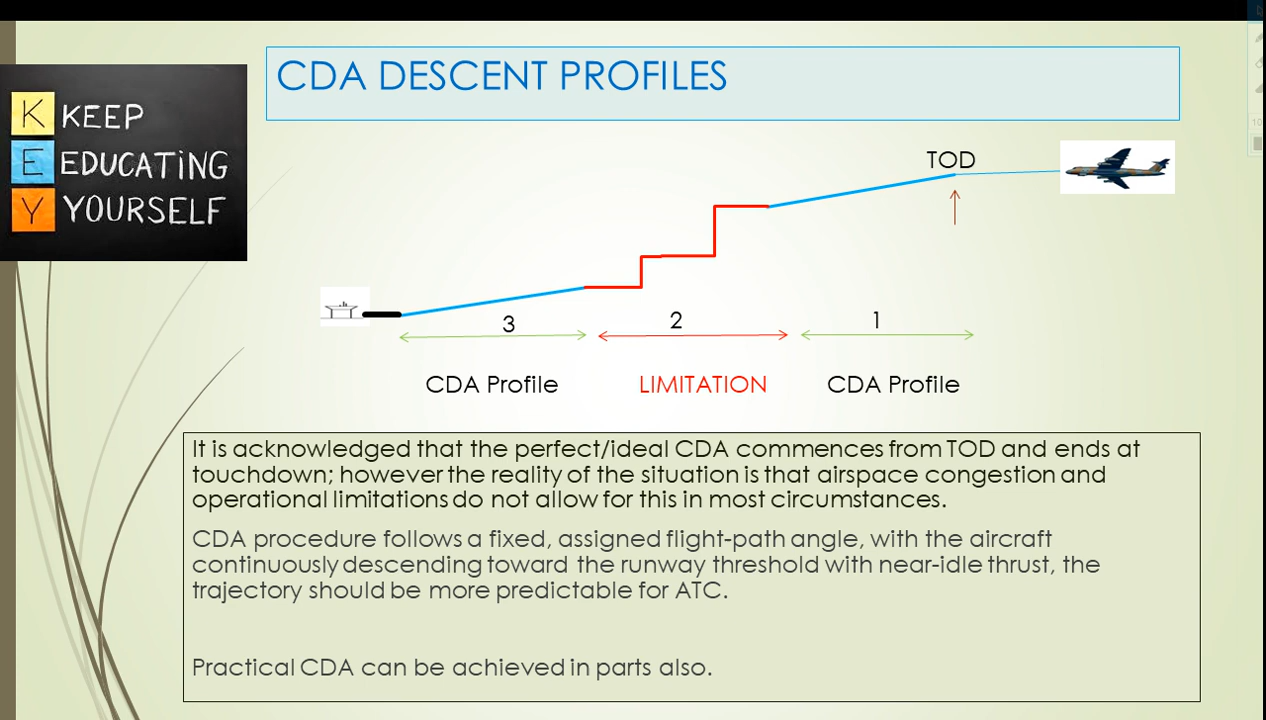 CDA DESCENT PROFILES
K KEEP
E EDUCATING
Y YOURSELF
TOD
3
2
1
CDA Profile
LIMITATION
CDA Profile
It is acknowledged that the perfect/ideal CDA commences from TOD and ends at
touchdown; however the reality of the situation is that airspace congestion and
operational limitations do not allow for this in most circumstances.
CDA procedure follows a fixed, assigned flight-path angle, with the aircraft
continuously descending toward the runway threshold with near-idle thrust, the
trajectory should be more predictable for ATC.
Practical CDA can be achieved in parts also.